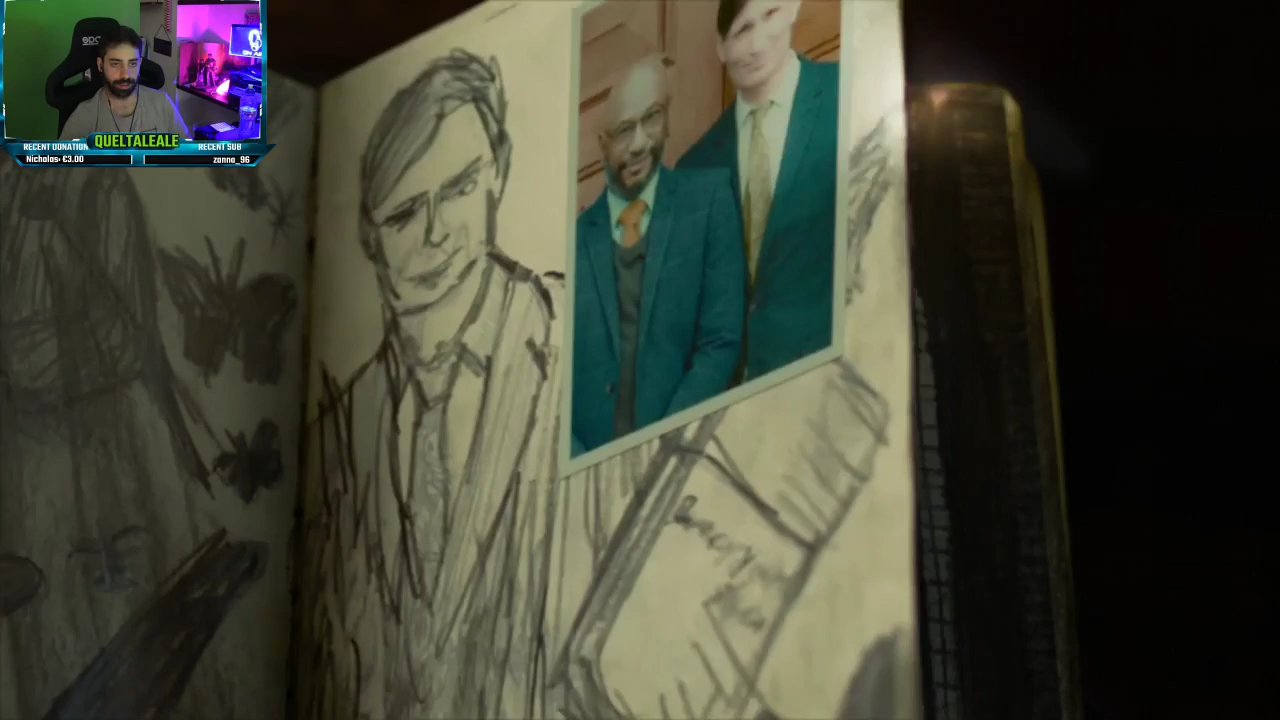 QUELTALEALE
RECENT DONATION
RECENT SUB
Nicholas• €3.00
zanna_96